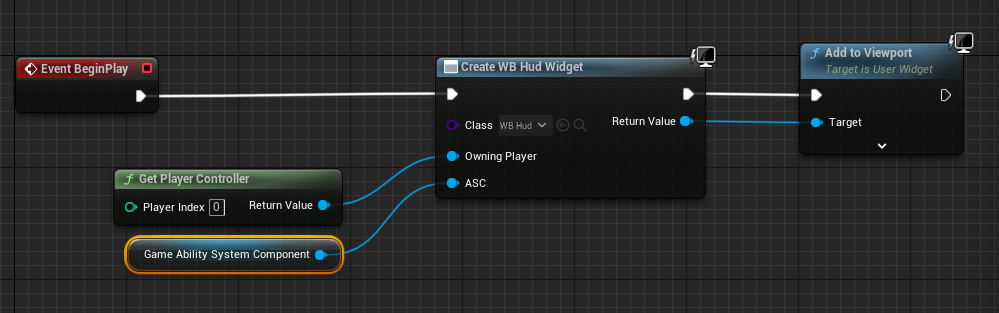 Event BeginPlay
Create WB Hud Widget
Class
WB Hud
Return Value
Owning Player
ASC
Add to Viewport
Target is User Widget
Target
Get Player Controller
Player Index
0
Return Value
Game Ability System Component